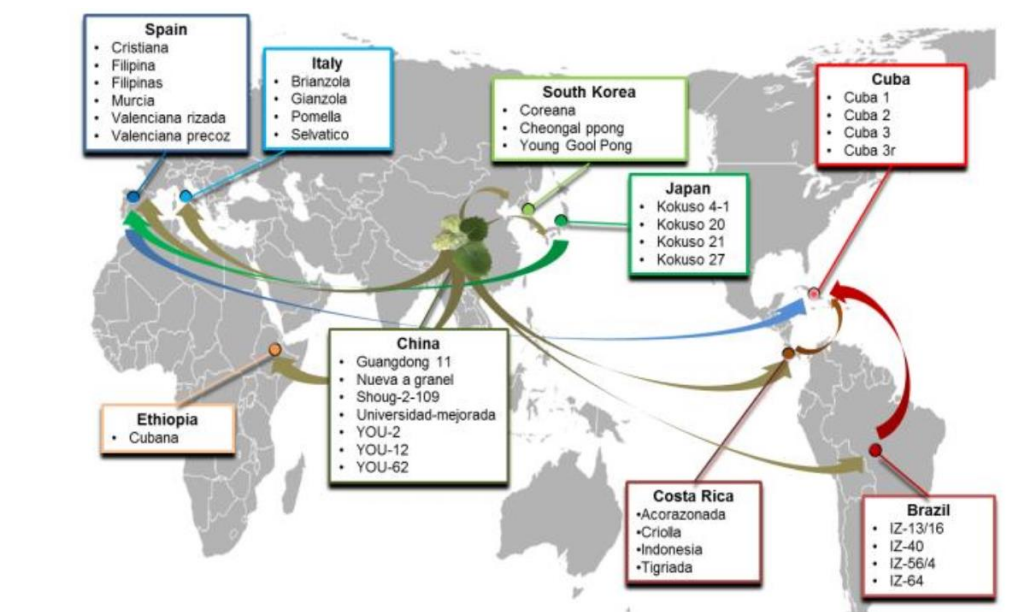 Spain
• Cristiana
• Filipina
• Filipinas
• Murcia
• Valenciana rizada
• Valenciana precoz
Italy
• Brianzola
• Gianzola
• Pomella
• Selvatico
South Korea
• Coreana
• Cheongal ppong
• Young Gool Pong
Cuba
• Cuba 1
• Cuba 2
• Cuba 3
• Cuba 3r
Japan
• Kokuso 4-1
• Kokuso 20
• Kokuso 21
• Kokuso 27
China
• Guangdong 11
• Nueva a granel
• Shoug-2-109
• Universidad-mejorada
• YOU-2
• YOU-12
• YOU-62
Ethiopia
• Cubana
Costa Rica
•Acorazonada
•Criolla
•Indonesia
•Tigriada
Brazil
• IZ-13/16
• IZ-40
• IZ-56/4
• IZ-64